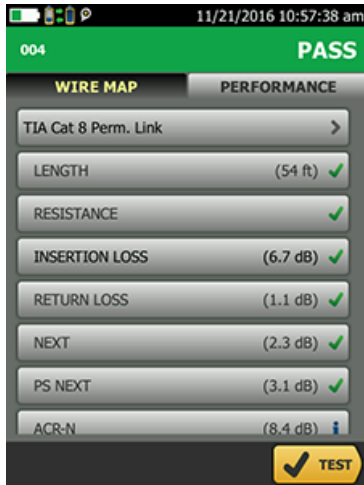 11/21/2016 10:57:38 am
004 PASS
WIRE MAP PERFORMANCE
TIA Cat 8 Perm. Link >
LENGTH (54 ft) ✓
RESISTANCE ✓
INSERTION LOSS (6.7 dB) ✓
RETURN LOSS (1.1 dB) ✓
NEXT (2.3 dB) ✓
PS NEXT (3.1 dB) ✓
ACR-N (8.4 dB) i
✓ TEST